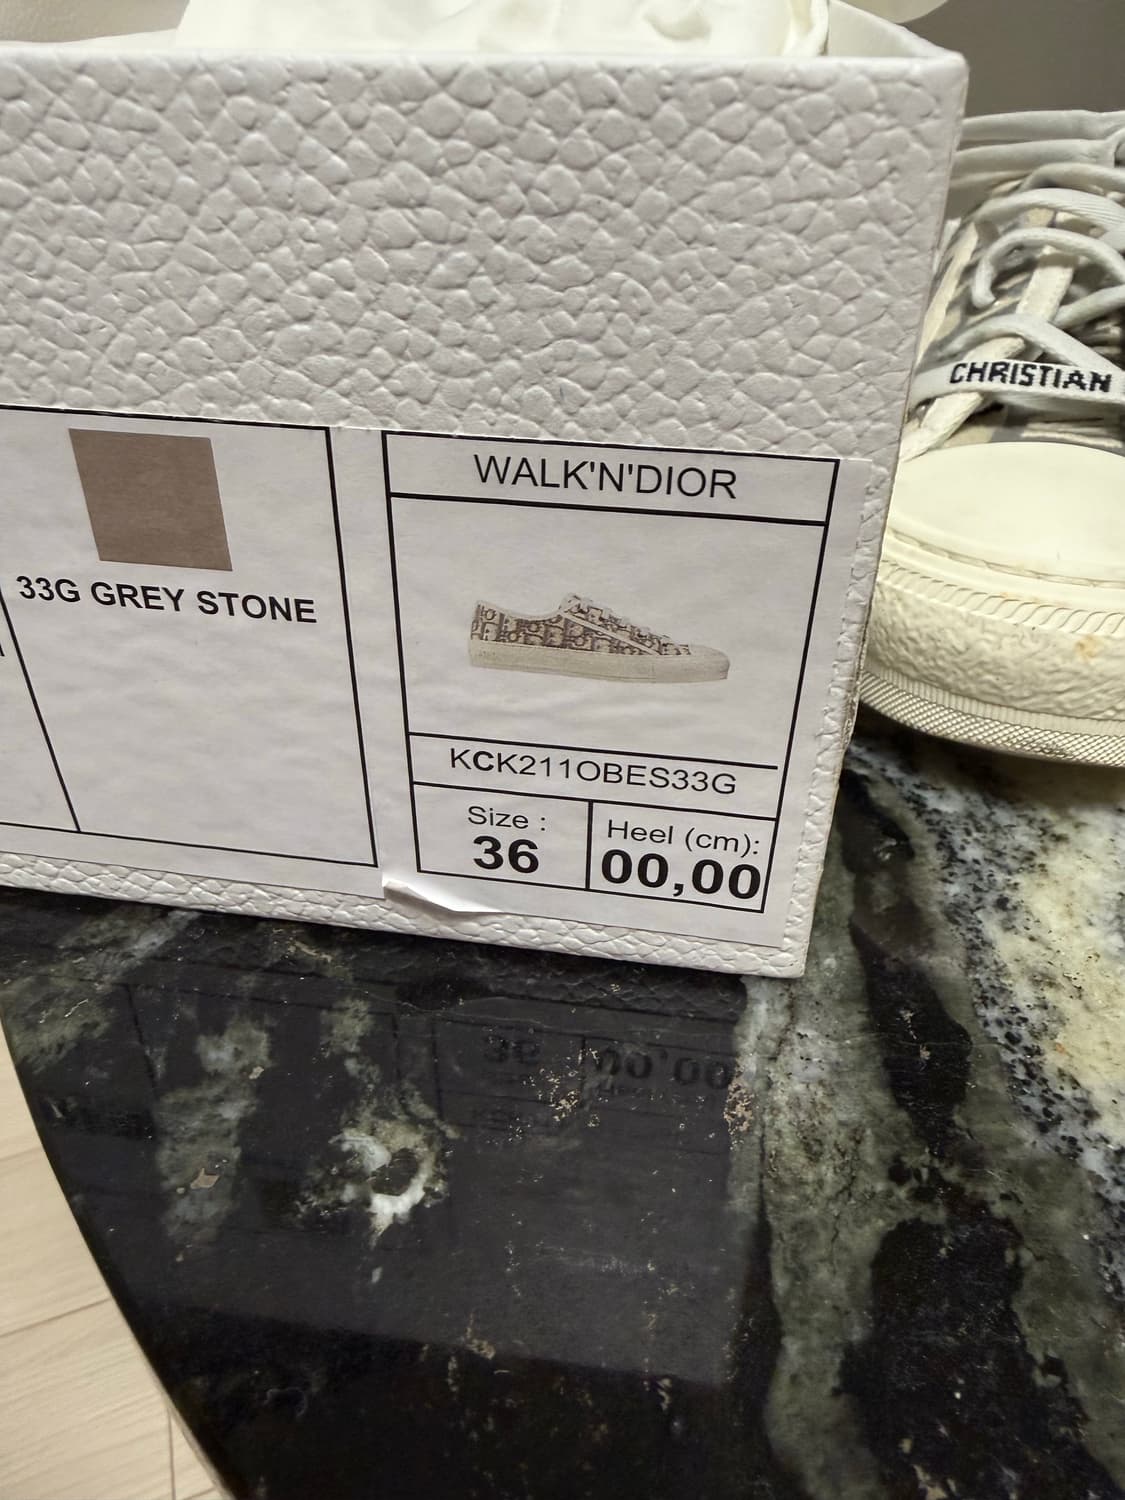 33G GREY STONE
WALK'N'DIOR
KCK211OBES33G
Size :
36
Heel (cm):
00,00
CHRISTIAN